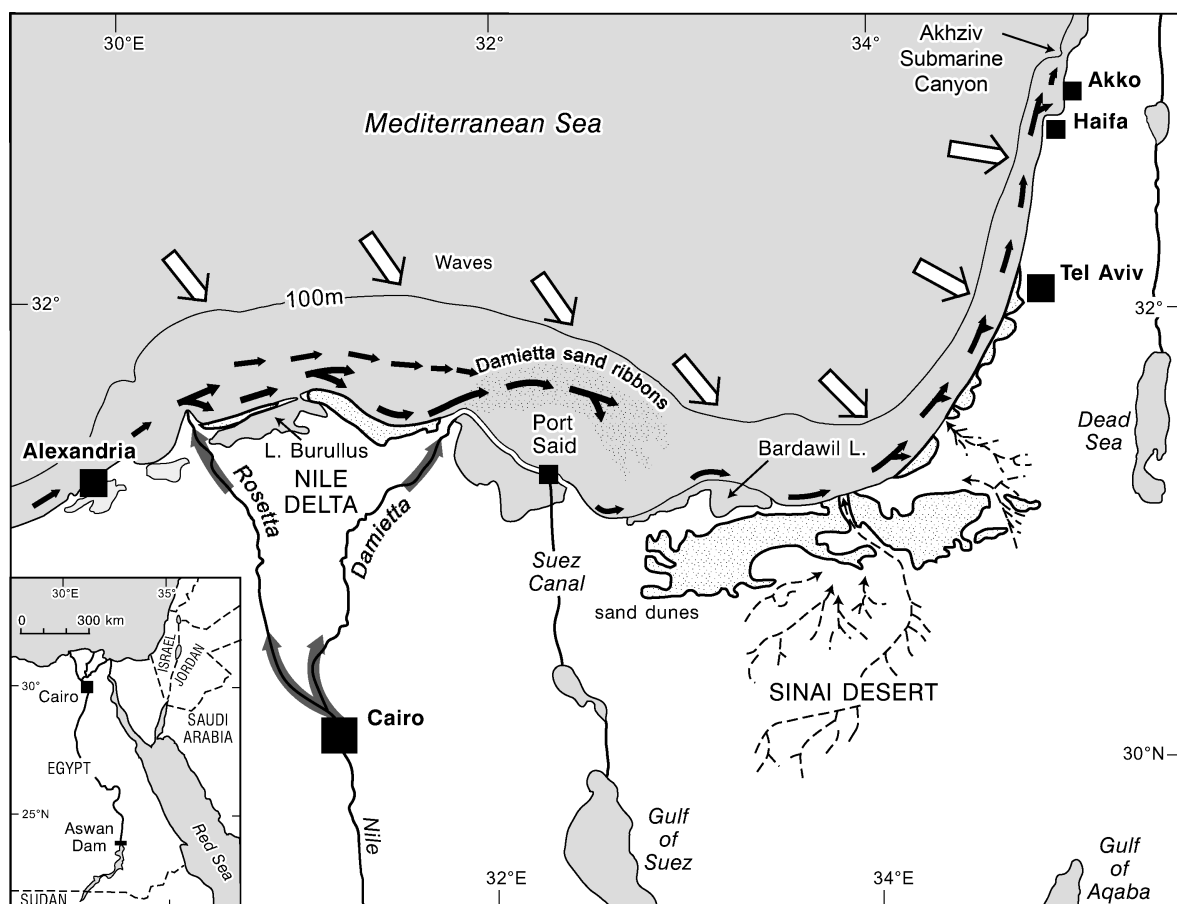 30°E
32°
34°
Akhziv
Submarine
Canyon
Akko
Haifa
Mediterranean Sea
Waves
100m
Tel Aviv
32°
32°
Damietta sand ribbons
Port
Said
Bardawil L.
Dead
Sea
Alexandria
L. Burullus
NILE
DELTA
Rosetta
Damietta
Suez
Canal
sand dunes
SINAI DESERT
Cairo
30°N
Nile
Gulf
of
Suez
Gulf
of
Aqaba
32°E
34°E
30°E
35°
0
300 km
ISRAEL
JORDAN
30°
Cairo
SAUDI
ARABIA
EGYPT
25°N
Aswan
Dam
Red Sea
SUDAN